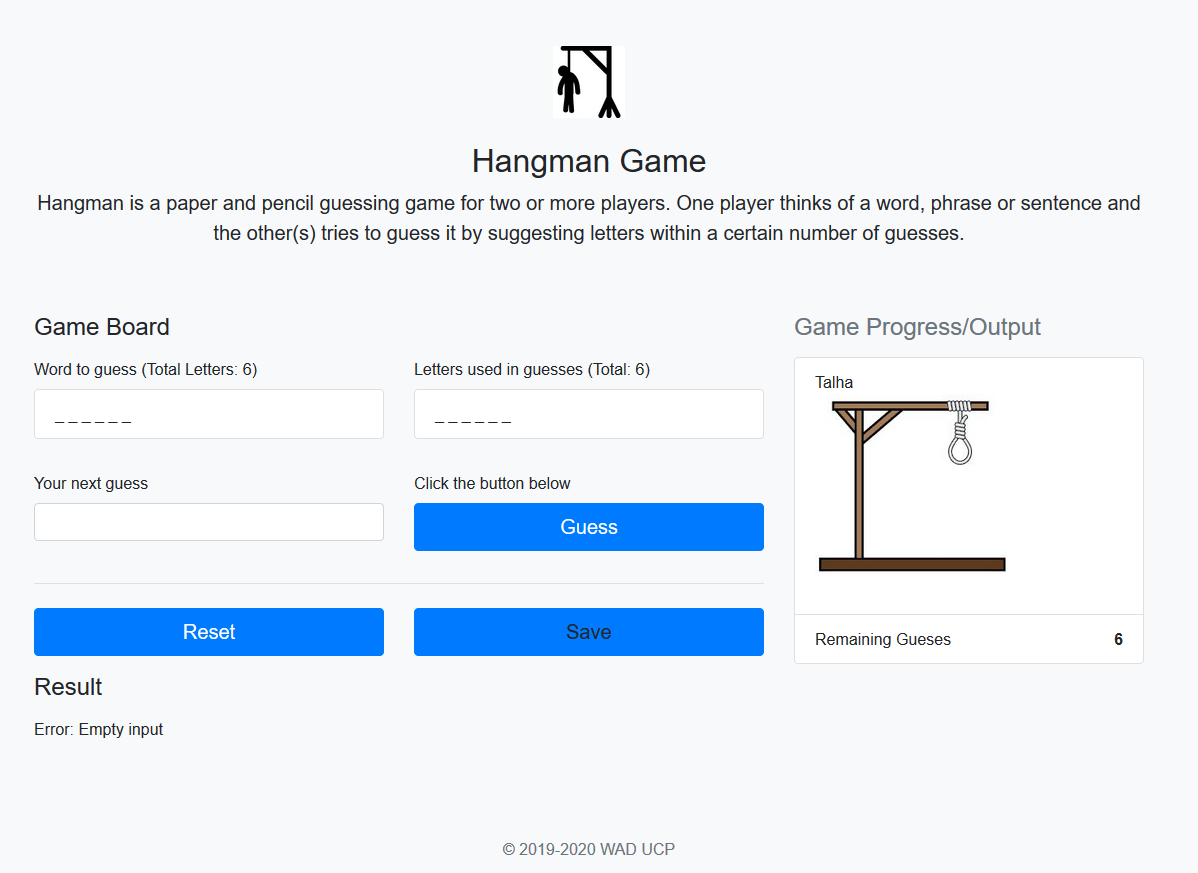 Hangman Game
Hangman is a paper and pencil guessing game for two or more players. One player thinks of a word, phrase or sentence and
the other(s) tries to guess it by suggesting letters within a certain number of guesses.
Game Board
Word to guess (Total Letters: 6)
_ _ _ _ _ _
Letters used in guesses (Total: 6)
_ _ _ _ _ _
Your next guess
Click the button below
Guess
Reset
Save
Result
Error: Empty input
Game Progress/Output
Talha
Remaining Gueses 6
© 2019-2020 WAD UCP